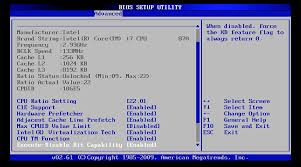 BIOS SETUP UTILITY
Advanced
Manufacturer:Intel
Brand String:Intel(R) Core(TM) i7 CPU 870
Frequency :2.93GHz
BCLK Speed :133MHz
Cache L1 :256 KB
Cache L2 :1024 KB
Cache L3 :8192 KB
Ratio Status:Unlocked (Min:09, Max:22)
Ratio Actual Value:22
CPUID :106E5
CPU Ratio Setting [22.0]
C1E Support [Enabled]
Hardware Prefetcher [Enabled]
Adjacent Cache Line Prefetch [Enabled]
Max CPUID Value Limit [Disabled]
Intel(R) Virtualization Tech [Enabled]
CPU TM Function [Enabled]
Execute Disable Bit Capability [Enabled]
When disabled, force
the XD feature flag to
always return 0.
Select Screen
Select Item
Change Option
F1 General Help
F10 Save and Exit
ESC Exit
v02.61 (C)Copyright 1985-2009, American Megatrends, Inc.